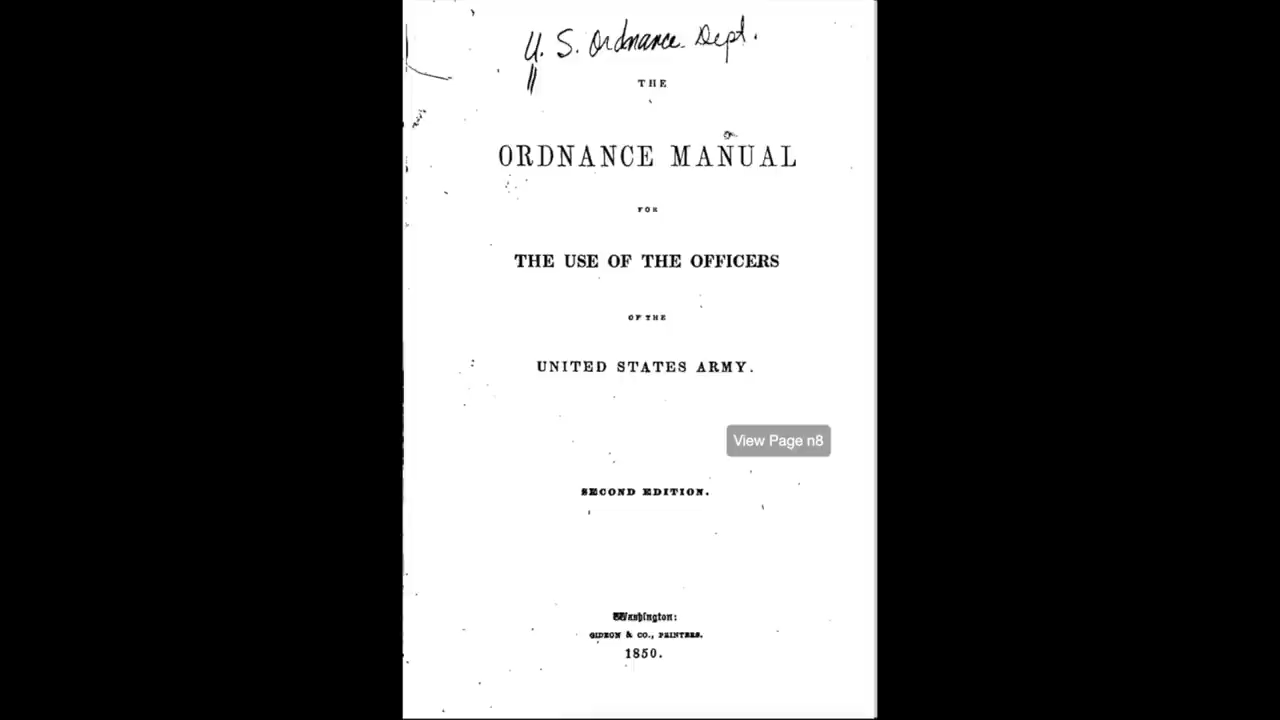 U. S. Ordnance Dept.
THE
ORDNANCE MANUAL
FOR
THE USE OF THE OFFICERS
OF THE
UNITED STATES ARMY.
View Page n8
SECOND EDITION.
Washington:
GIDEON & CO., PRINTERS.
1850.